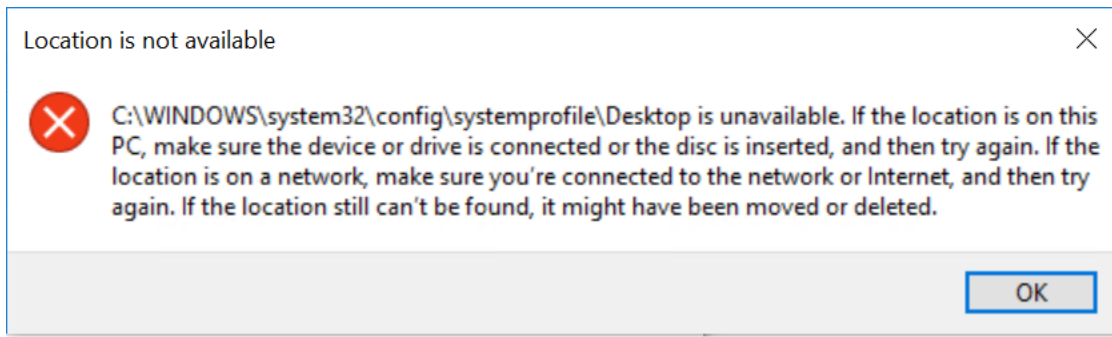 Location is not available
C:\WINDOWS\system32\config\systemprofile\Desktop is unavailable. If the location is on this
PC, make sure the device or drive is connected or the disc is inserted, and then try again. If the
location is on a network, make sure you're connected to the network or Internet, and then try
again. If the location still can't be found, it might have been moved or deleted.
OK